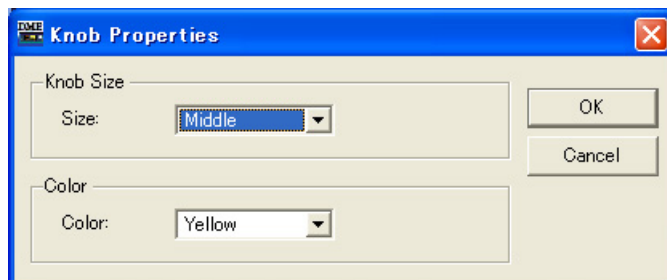 DME
Knob Properties
Knob Size
Size:
Middle
OK
Cancel
Color
Color:
Yellow